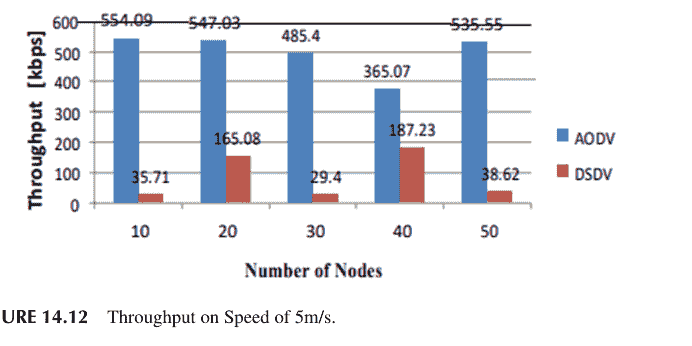 600
554.09
547.03
485.4
365.07
535.55
500
400
300
200
100
0
35.71
165.08
29.4
187.23
38.62
Throughput [kbps]
10 20 30 40 50
Number of Nodes
AODV
DSDV
URE 14.12 Throughput on Speed of 5m/s.